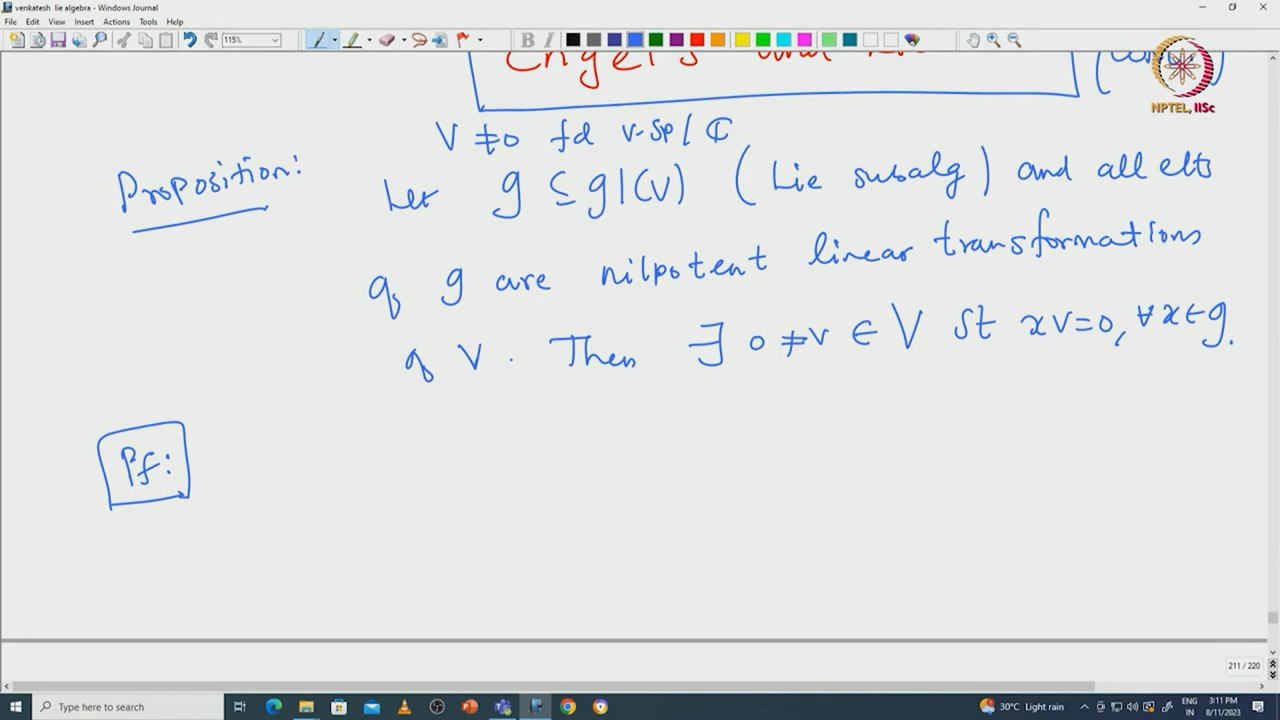 venkatesh lie algebra - Windows Journal
File Edit View Insert Actions Tools Help
115%
B I
Engel's and
NPTEL, IISc
V ≠0 fd v.sp/ ℂ
Proposition: Let g ⊆ gl(V) (Lie subalg) and all elts
of g are nilpotent linear transformations
of V. Then ∃ 0≠v ∈ V st xv=0, ∀x∈g.
Pf:
211 / 220
Type here to search
30°C Light rain
ENG
IN
3:11 PM
8/11/2023